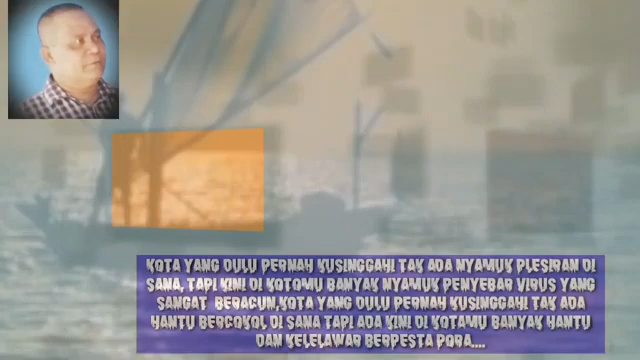 KOTA YANG DULU PERNAH KUSINGGAHI TAK ADA NYAMUK PLESIRAN DI
SANA, TAPI KINI DI KOTOMU BANYAK NYAMUK PENYEBAR VIRUS YANG
SANGAT BERACUN,KOTA YANG DULU PERNAH KUSINGGAHI TAK ADA
HANTU BERCOKOL DI SANA TAPI ADA KINI DI KOTAMU BANYAK HANTU
DAN KELELAWAR BERPESTA PORA....